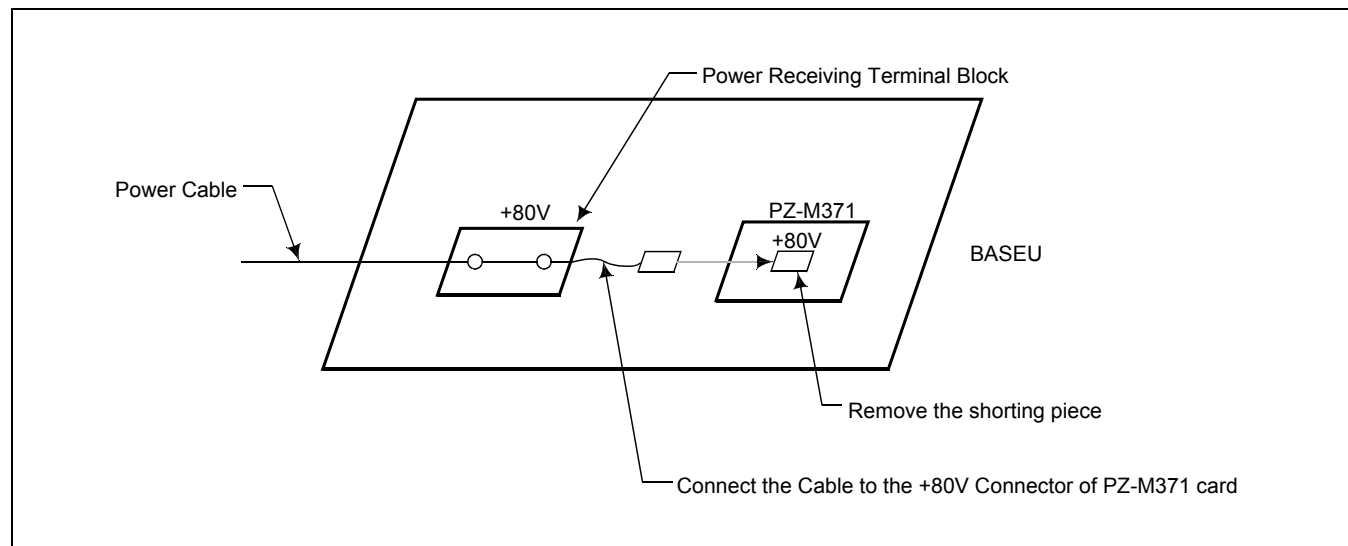 Power Receiving Terminal Block
Power Cable
+80V
PZ-M371
+80V
BASEU
Remove the shorting piece
Connect the Cable to the +80V Connector of PZ-M371 card